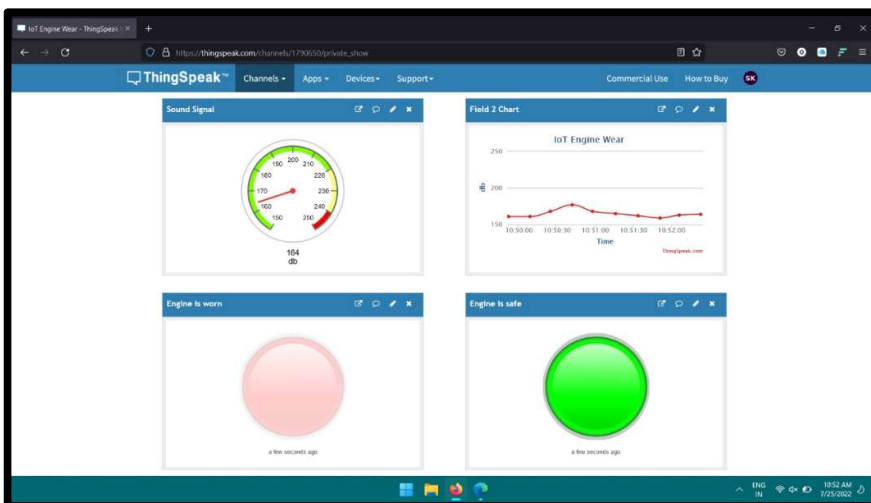 IoT Engine Wear - ThingSpeak I
https://thingspeak.com/channels/1790650/private_show
ThingSpeak™ Channels Apps Devices Support Commercial Use How to Buy SK
Sound Signal
150
160
170
180
190
200
210
220
230
240
250
164
db
Field 2 Chart
IoT Engine Wear
250
200
150
db
10:50:00 10:50:30 10:51:00 10:51:30 10:52:00
Time
ThingSpeak.com
Engine is worn
a few seconds ago
Engine is safe
a few seconds ago
ENG
IN
10:52 AM
7/25/2022